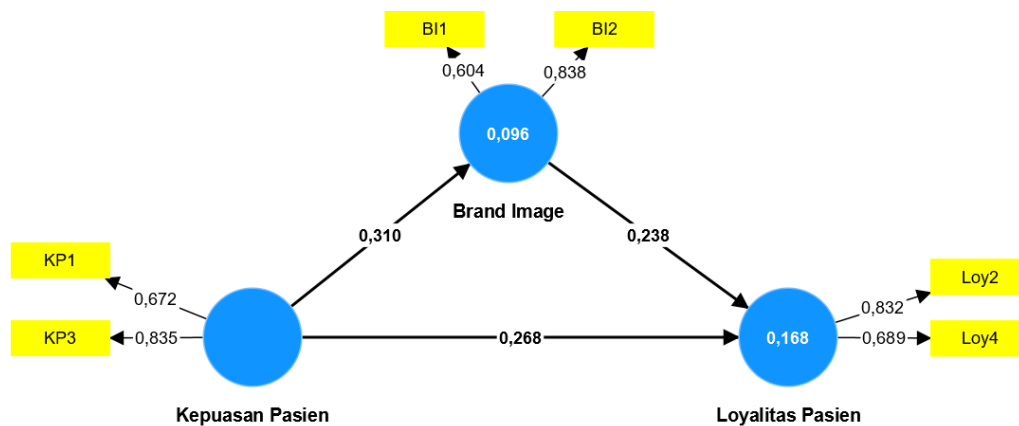 BI1
BI2
0,604
0,838
0,096
Brand Image
0,310
0,238
KP1
0,672
KP3
0,835
0,268
0,168
0,832
Loy2
0,689
Loy4
Kepuasan Pasien
Loyalitas Pasien